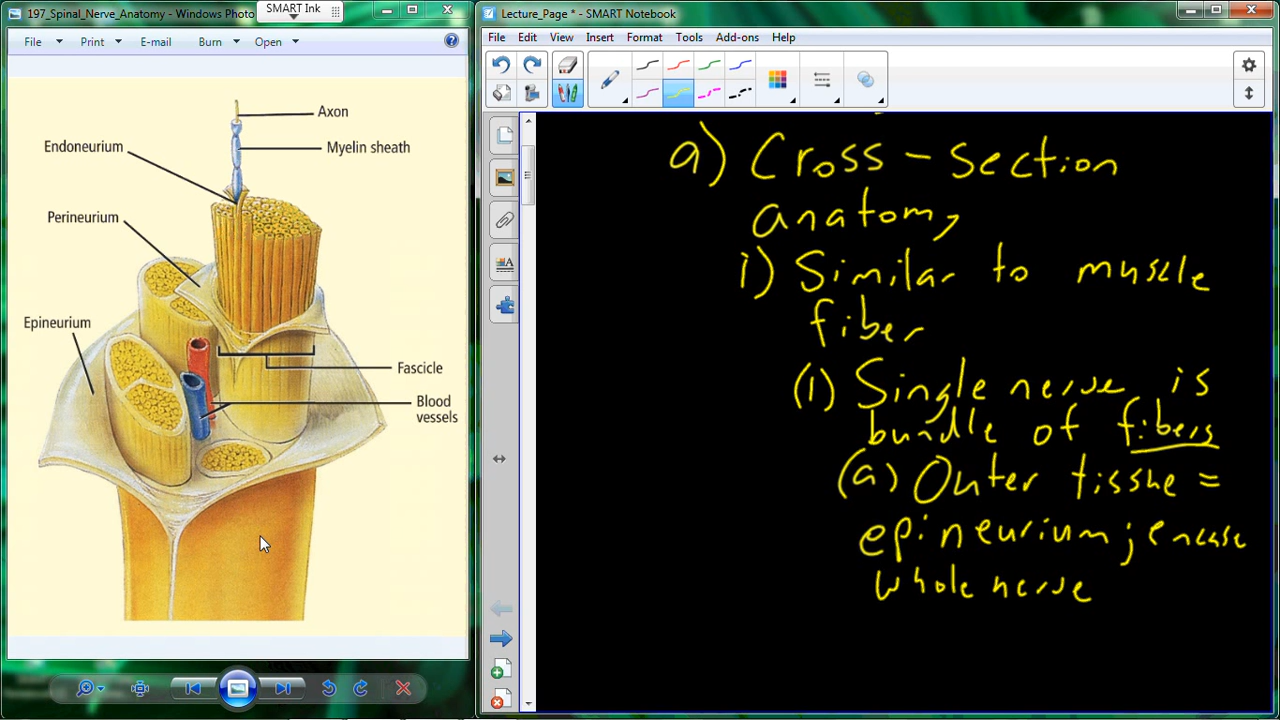 197_Spinal_Nerve_Anatomy - Windows Photo
SMART Ink
File Print E-mail Burn Open
Axon
Endoneurium
Myelin sheath
Perineurium
Epineurium
Fascicle
Blood
vessels
Lecture_Page * - SMART Notebook
File Edit View Insert Format Tools Add-ons Help
a) Cross-section
anatomy
i) Similar to muscle
fiber
(1) Single nerve is
bundle of fibers
(a) Outer tissue =
epineurium; encase
whole nerve